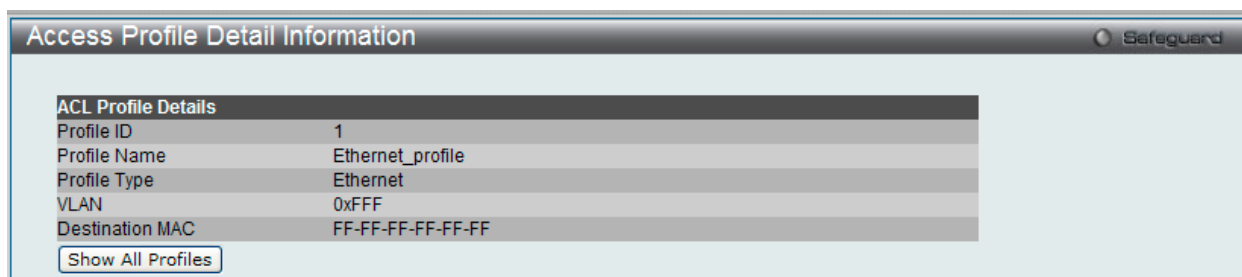 Access Profile Detail Information
Safeguard
ACL Profile Details
Profile ID 1
Profile Name Ethernet_profile
Profile Type Ethernet
VLAN 0xFFF
Destination MAC FF-FF-FF-FF-FF-FF
Show All Profiles